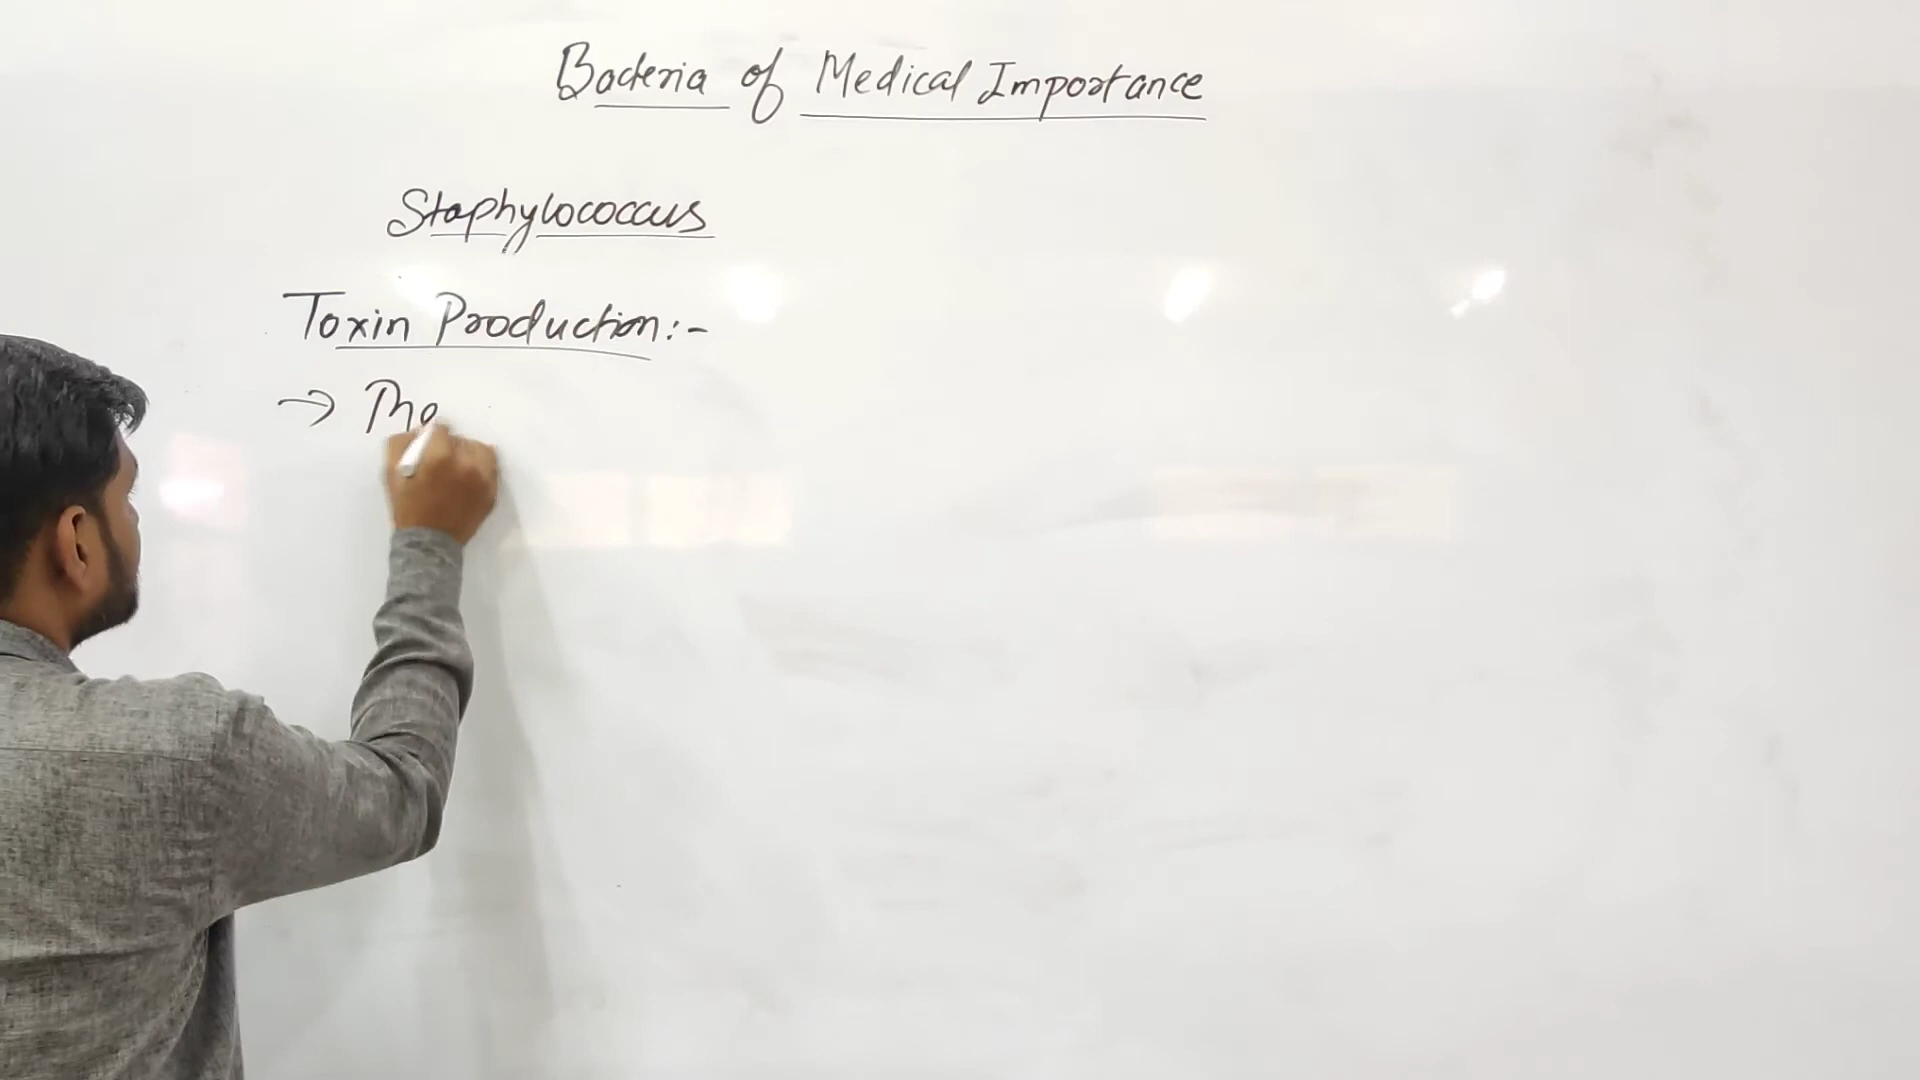 Bacteria of Medical Importance
Staphylococcus
Toxin Production:-
→